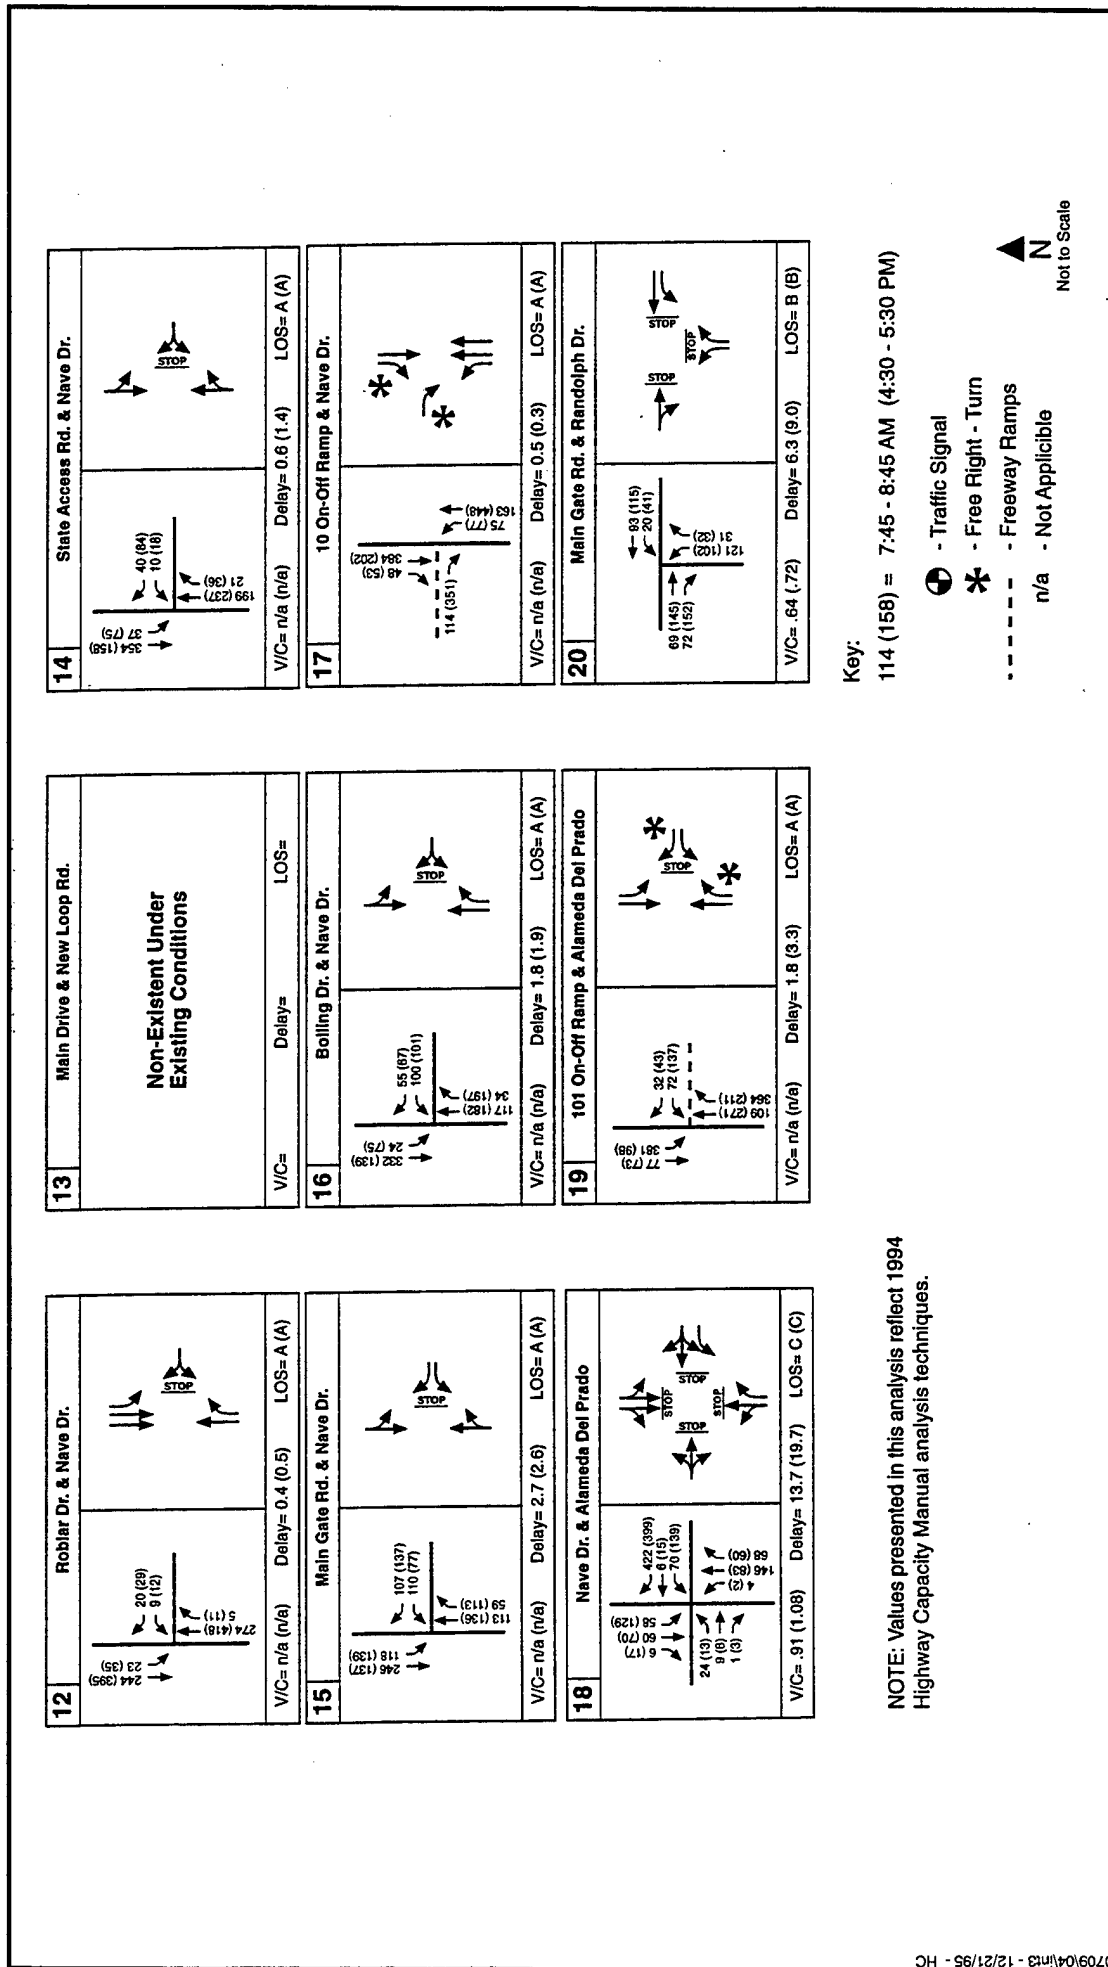 12
Roblar Dr. & Nave Dr.
244 (395)
23 (35)
20 (29)
9 (12)
274 (418)
5 (11)
STOP
V/C= n/a (n/a) Delay= 0.4 (0.5) LOS= A (A)
13
Main Drive & New Loop Rd.
Non-Existent Under
Existing Conditions
V/C= Delay= LOS=
14
State Access Rd. & Nave Dr.
354 (158)
37 (75)
40 (84)
10 (18)
199 (237)
21 (36)
STOP
V/C= n/a (n/a) Delay= 0.6 (1.4) LOS= A (A)
15
Main Gate Rd. & Nave Dr.
246 (137)
118 (139)
107 (137)
110 (77)
113 (136)
59 (113)
STOP
V/C= n/a (n/a) Delay= 2.7 (2.6) LOS= A (A)
16
Bolling Dr. & Nave Dr.
332 (139)
24 (75)
55 (67)
100 (101)
117 (182)
34 (197)
STOP
V/C= n/a (n/a) Delay= 1.8 (1.9) LOS= A (A)
17
10 On-Off Ramp & Nave Dr.
48 (53)
384 (202)
114 (351)
75 (77)
163 (448)
V/C= n/a (n/a) Delay= 0.5 (0.3) LOS= A (A)
18
Nave Dr. & Alameda Del Prado
6 (17)
60 (70)
58 (129)
422 (399)
6 (15)
70 (139)
24 (13)
9 (6)
1 (3)
4 (2)
146 (83)
68 (60)
STOP
STOP
STOP
STOP
V/C= .91 (1.08) Delay= 13.7 (19.7) LOS= C (C)
19
101 On-Off Ramp & Alameda Del Prado
77 (73)
381 (98)
32 (43)
72 (137)
109 (271)
364 (211)
STOP
V/C= n/a (n/a) Delay= 1.8 (3.3) LOS= A (A)
20
Main Gate Rd. & Randolph Dr.
93 (115)
20 (41)
69 (145)
72 (152)
121 (102)
31 (32)
STOP
STOP
STOP
V/C= .64 (.72) Delay= 6.3 (9.0) LOS= B (B)
NOTE: Values presented in this analysis reflect 1994
Highway Capacity Manual analysis techniques.
Key:
114 (158) = 7:45 - 8:45 AM (4:30 - 5:30 PM)
- Traffic Signal
- Free Right - Turn
- Freeway Ramps
n/a - Not Applicible
N
Not to Scale
0709\04\int3 - 12/21/95 - HC